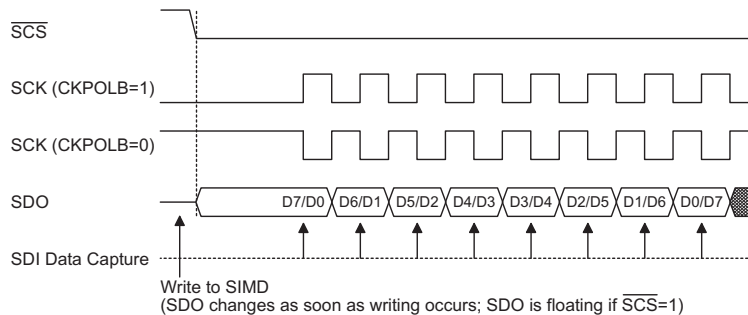 SCS
SCK (CKPOLB=1)
SCK (CKPOLB=0)
SDO D7/D0 D6/D1 D5/D2 D4/D3 D3/D4 D2/D5 D1/D6 D0/D7
SDI Data Capture
Write to SIMD
(SDO changes as soon as writing occurs; SDO is floating if SCS=1)